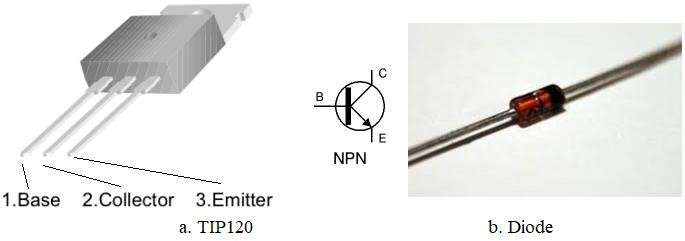 C
B
E
NPN
1.Base 2.Collector 3.Emitter
a. TIP120 b. Diode